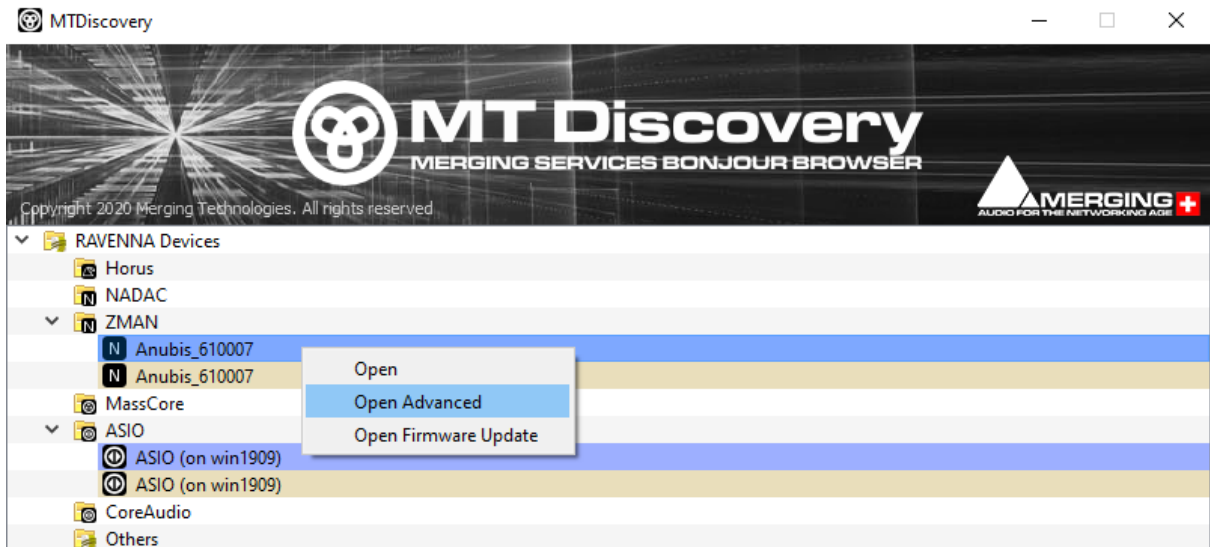 MTDiscovery
MT Discovery
MERGING SERVICES BONJOUR BROWSER
Copyright 2020 Merging Technologies. All rights reserved
MERGING
AUDIO FOR THE NETWORKING AGE
RAVENNA Devices
Horus
NADAC
ZMAN
Anubis_610007
Open
Anubis_610007
Open Advanced
MassCore
Open Firmware Update
ASIO
ASIO (on win1909)
ASIO (on win1909)
CoreAudio
Others